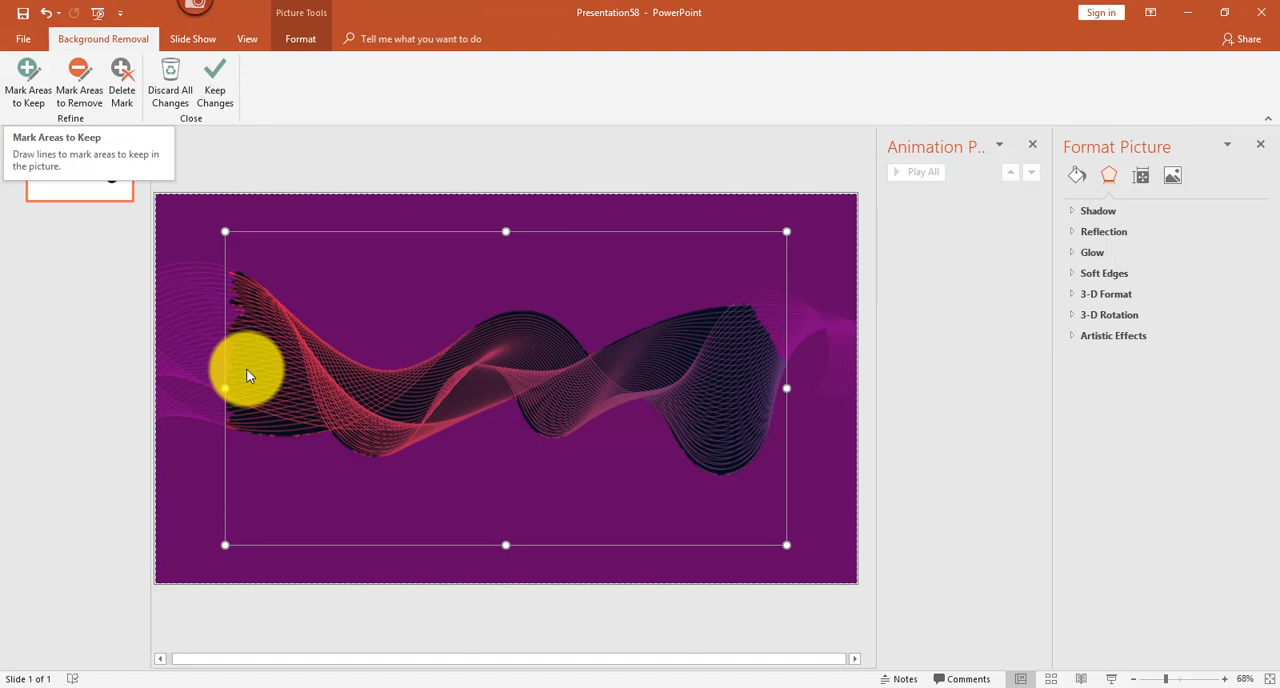 Picture Tools
Presentation58 - PowerPoint
Sign in
File
Background Removal
Slide Show
View
Format
Tell me what you want to do
Share
Mark Areas to Keep
Mark Areas to Remove
Delete Mark
Discard All Changes
Keep Changes
Refine
Close
Mark Areas to Keep
Draw lines to mark areas to keep in
the picture.
Animation P...
Play All
Format Picture
Shadow
Reflection
Glow
Soft Edges
3-D Format
3-D Rotation
Artistic Effects
Slide 1 of 1
Notes
Comments
68%